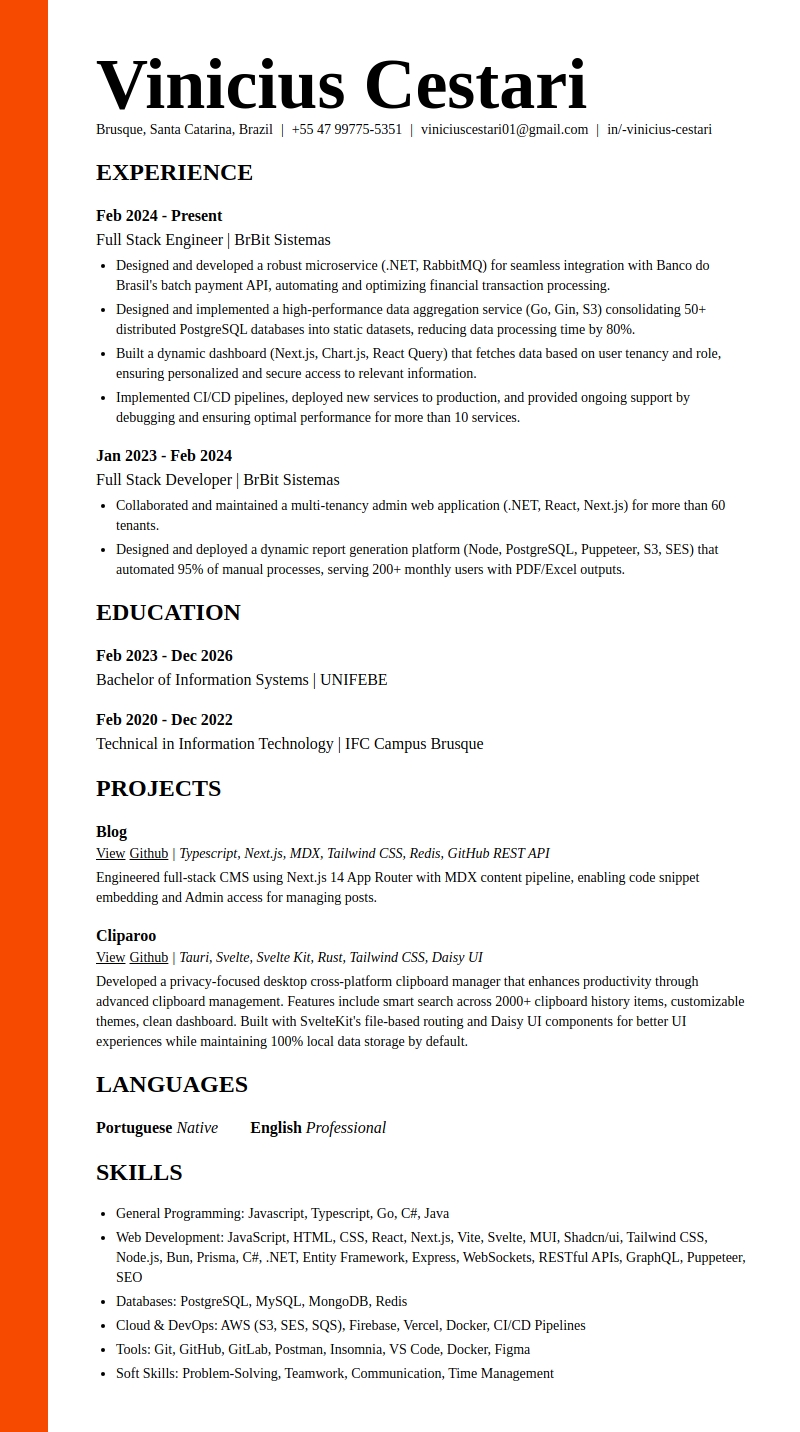 Vinicius Cestari
Brusque, Santa Catarina, Brazil | +55 47 99775-5351 | viniciuscestari01@gmail.com | in/-vinicius-cestari
EXPERIENCE
Feb 2024 - Present
Full Stack Engineer | BrBit Sistemas
• Designed and developed a robust microservice (.NET, RabbitMQ) for seamless integration with Banco do
Brasil's batch payment API, automating and optimizing financial transaction processing.
• Designed and implemented a high-performance data aggregation service (Go, Gin, S3) consolidating 50+
distributed PostgreSQL databases into static datasets, reducing data processing time by 80%.
• Built a dynamic dashboard (Next.js, Chart.js, React Query) that fetches data based on user tenancy and role,
ensuring personalized and secure access to relevant information.
• Implemented CI/CD pipelines, deployed new services to production, and provided ongoing support by
debugging and ensuring optimal performance for more than 10 services.
Jan 2023 - Feb 2024
Full Stack Developer | BrBit Sistemas
• Collaborated and maintained a multi-tenancy admin web application (.NET, React, Next.js) for more than 60
tenants.
• Designed and deployed a dynamic report generation platform (Node, PostgreSQL, Puppeteer, S3, SES) that
automated 95% of manual processes, serving 200+ monthly users with PDF/Excel outputs.
EDUCATION
Feb 2023 - Dec 2026
Bachelor of Information Systems | UNIFEBE
Feb 2020 - Dec 2022
Technical in Information Technology | IFC Campus Brusque
PROJECTS
Blog
View Github | Typescript, Next.js, MDX, Tailwind CSS, Redis, GitHub REST API
Engineered full-stack CMS using Next.js 14 App Router with MDX content pipeline, enabling code snippet
embedding and Admin access for managing posts.
Cliparoo
View Github | Tauri, Svelte, Svelte Kit, Rust, Tailwind CSS, Daisy UI
Developed a privacy-focused desktop cross-platform clipboard manager that enhances productivity through
advanced clipboard management. Features include smart search across 2000+ clipboard history items, customizable
themes, clean dashboard. Built with SvelteKit's file-based routing and Daisy UI components for better UI
experiences while maintaining 100% local data storage by default.
LANGUAGES
Portuguese Native English Professional
SKILLS
• General Programming: Javascript, Typescript, Go, C#, Java
• Web Development: JavaScript, HTML, CSS, React, Next.js, Vite, Svelte, MUI, Shadcn/ui, Tailwind CSS,
Node.js, Bun, Prisma, C#, .NET, Entity Framework, Express, WebSockets, RESTful APIs, GraphQL, Puppeteer,
SEO
• Databases: PostgreSQL, MySQL, MongoDB, Redis
• Cloud & DevOps: AWS (S3, SES, SQS), Firebase, Vercel, Docker, CI/CD Pipelines
• Tools: Git, GitHub, GitLab, Postman, Insomnia, VS Code, Docker, Figma
• Soft Skills: Problem-Solving, Teamwork, Communication, Time Management